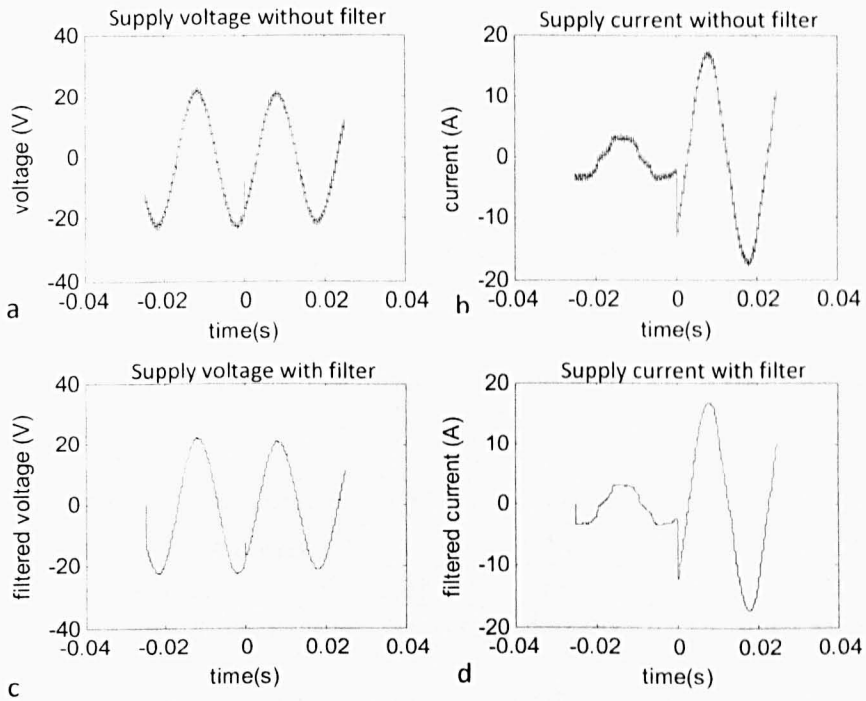 Supply voltage without filter
40
20
0
-20
-40
voltage (V)
-0.04 -0.02 0 0.02 0.04
time(s)
a
Supply current without filter
20
10
0
-10
-20
current (A)
-0.04 -0.02 0 0.02 0.04
time(s)
b
Supply voltage with filter
40
20
0
-20
-40
filtered voltage (V)
-0.04 -0.02 0 0.02 0.04
time(s)
c
Supply current with filter
20
10
0
-10
-20
filtered current (A)
-0.04 -0.02 0 0.02 0.04
time(s)
d